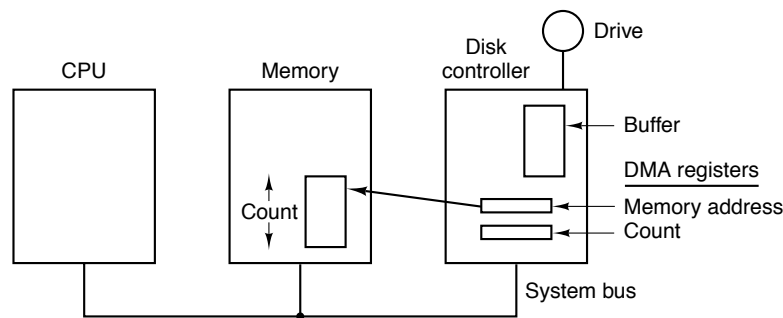 Drive
Disk
controller
CPU
Memory
Buffer
DMA registers
Count
Memory address
Count
System bus